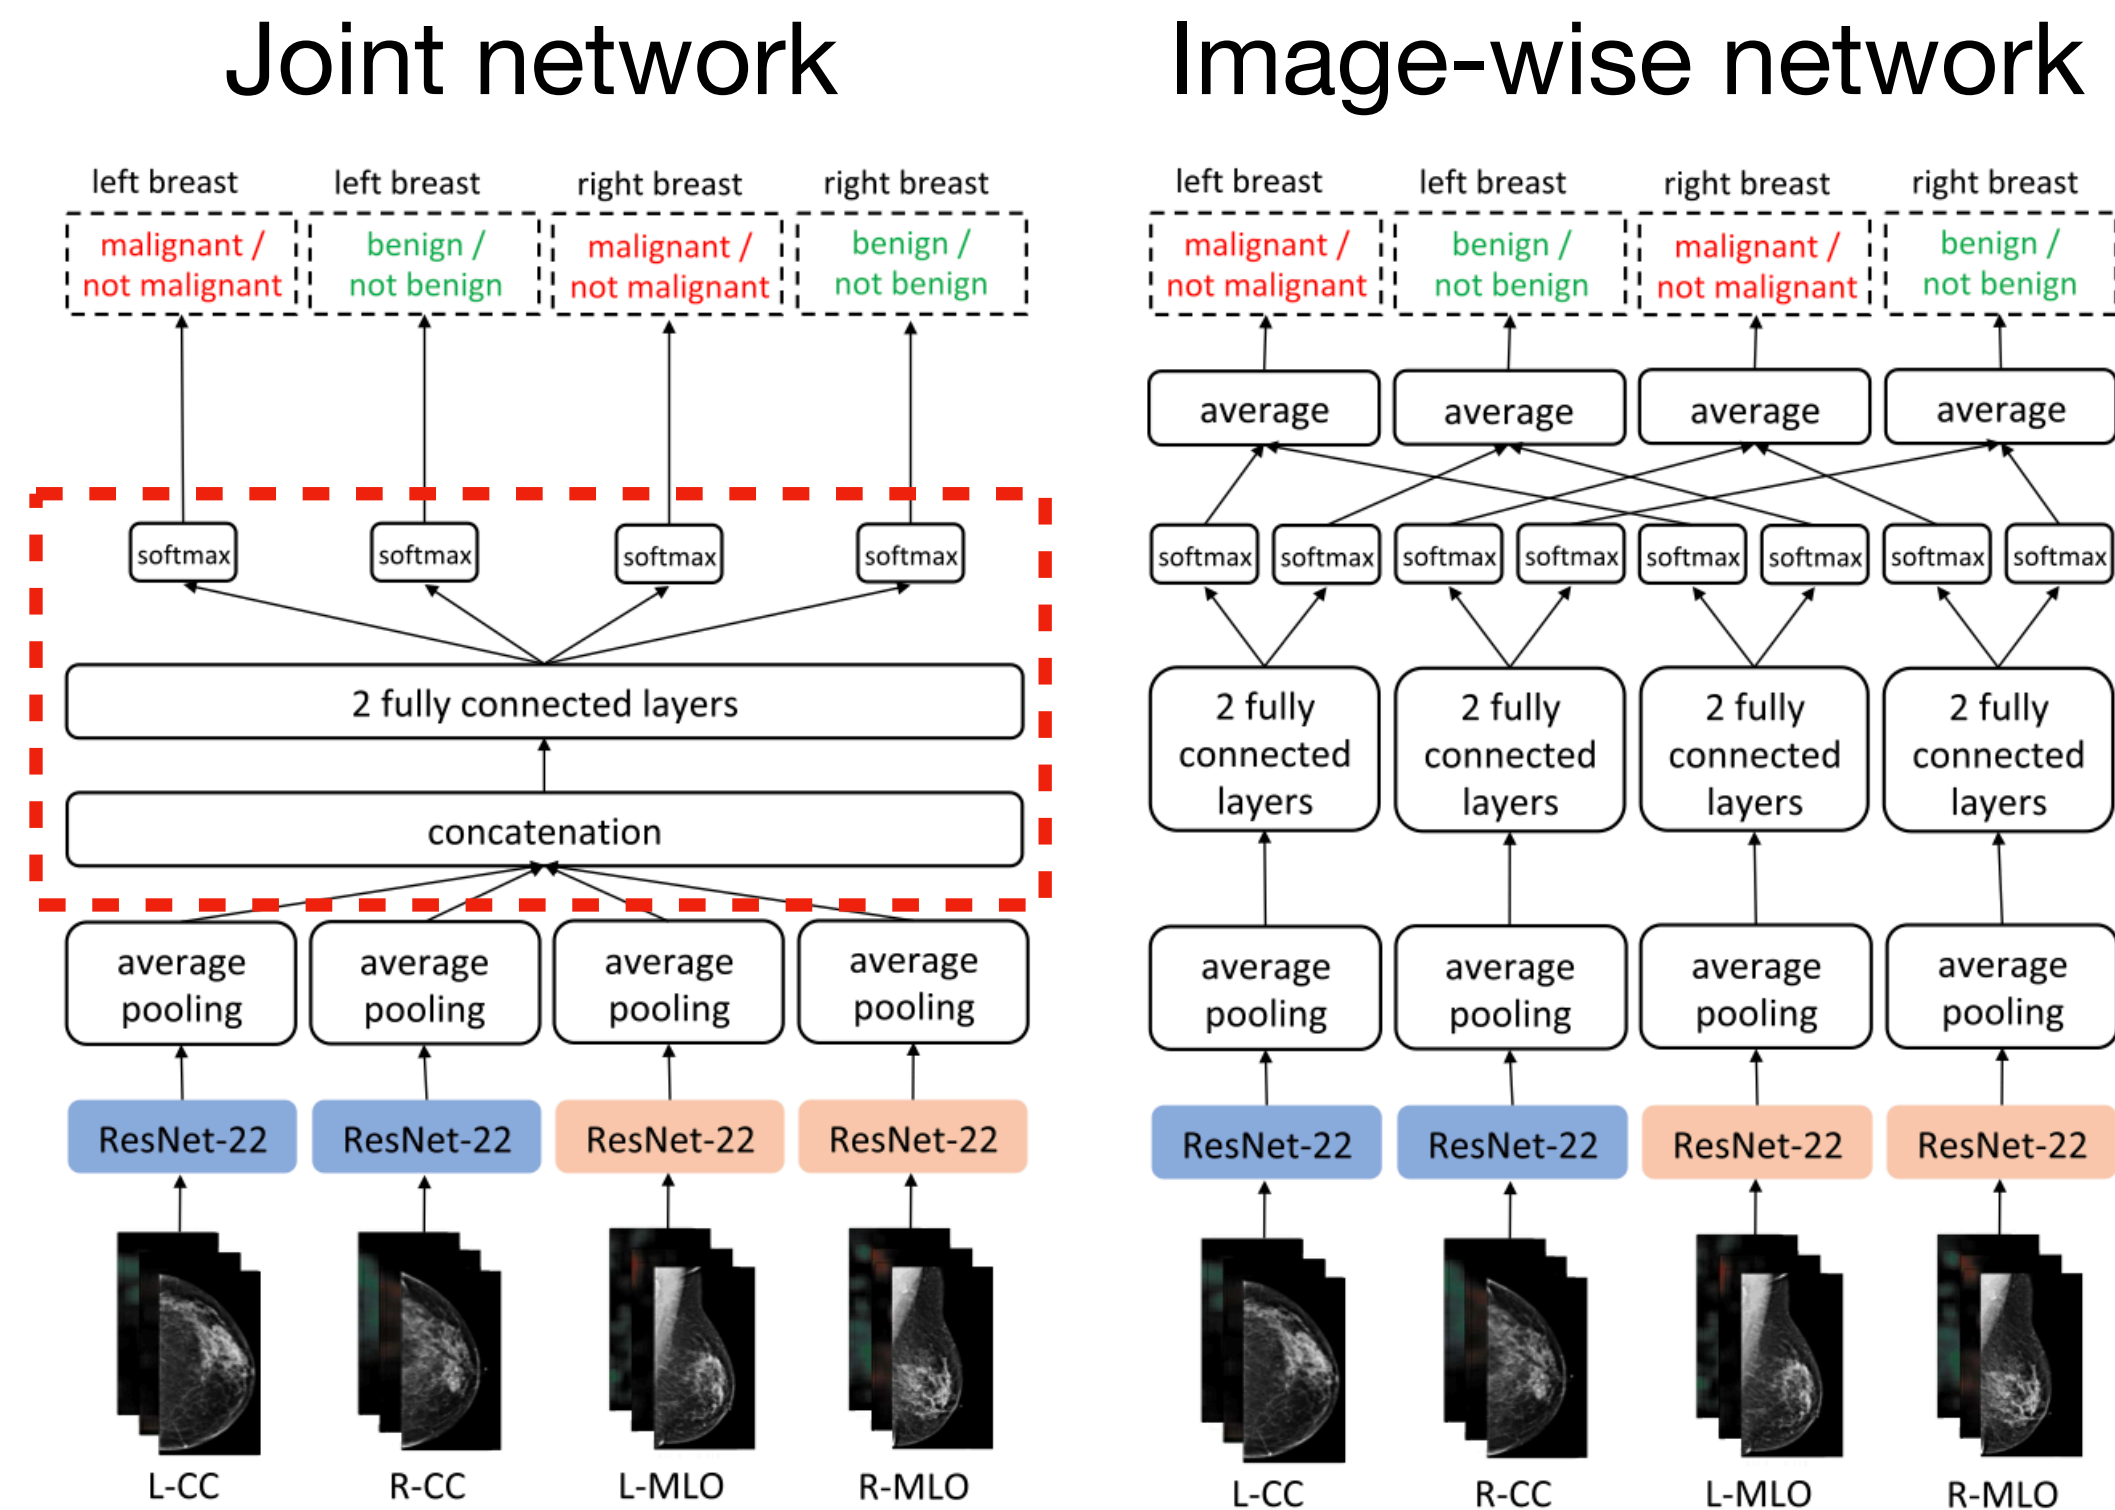 Joint network
left breast
left breast
right breast
right breast
malignant /
not malignant
benign /
not benign
malignant /
not malignant
benign /
not benign
softmax
softmax
softmax
softmax
2 fully connected layers
concatenation
average
pooling
average
pooling
average
pooling
average
pooling
ResNet-22
ResNet-22
ResNet-22
ResNet-22
L-CC
R-CC
L-MLO
R-MLO
Image-wise network
left breast
left breast
right breast
right breast
malignant /
not malignant
benign /
not benign
malignant /
not malignant
benign /
not benign
average
average
average
average
softmax
softmax
softmax
softmax
softmax
softmax
softmax
softmax
2 fully
connected
layers
2 fully
connected
layers
2 fully
connected
layers
2 fully
connected
layers
average
pooling
average
pooling
average
pooling
average
pooling
ResNet-22
ResNet-22
ResNet-22
ResNet-22
L-CC
R-CC
L-MLO
R-MLO